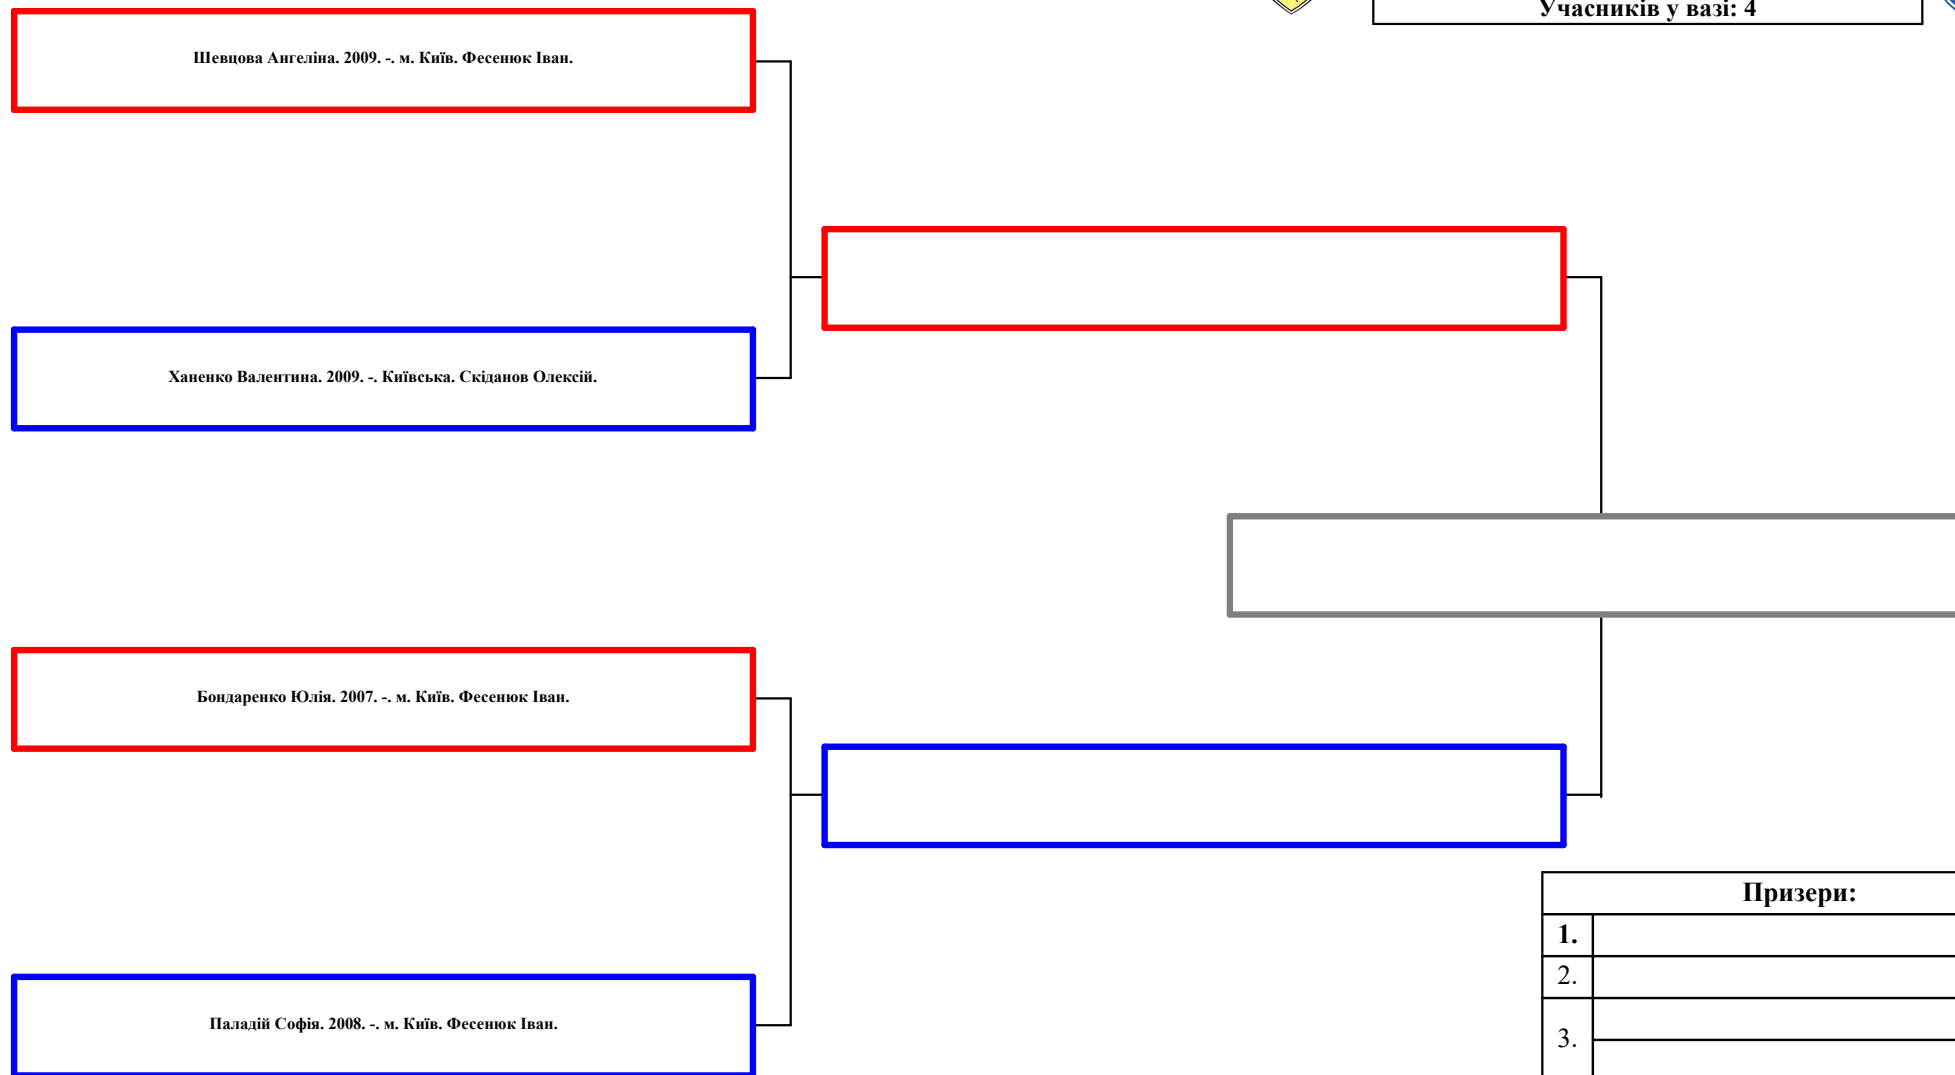 Учасників у вазі: 4
Шевцова Ангеліна. 2009. -. м. Київ. Фесенюк Іван.
Ханенко Валентина. 2009. -. Київська. Скіданов Олексій.
Бондаренко Юлія. 2007. -. м. Київ. Фесенюк Іван.
Паладій Софія. 2008. -. м. Київ. Фесенюк Іван.
Призери:
1.
2.
3.